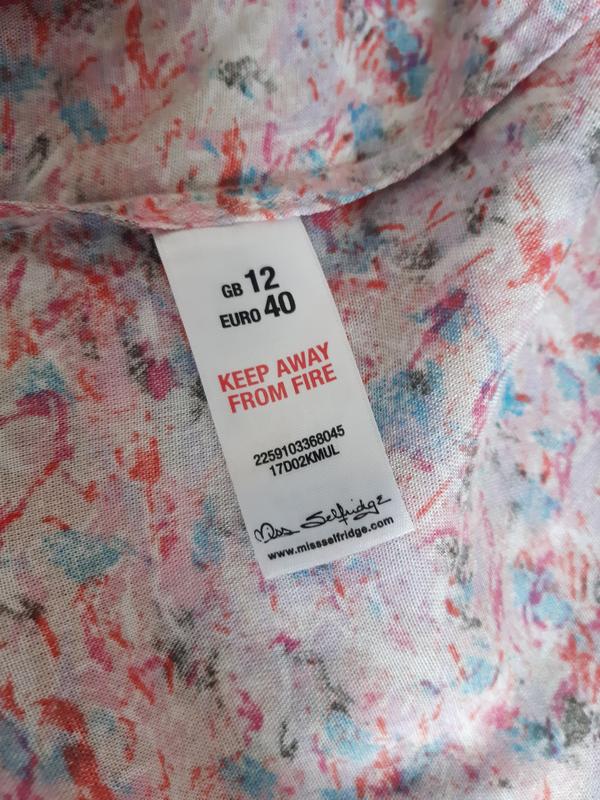 GB 12
EURO 40
KEEP AWAY
FROM FIRE
2259103368045
17D02KMUL
Miss Selfridge
www.missselfridge.com